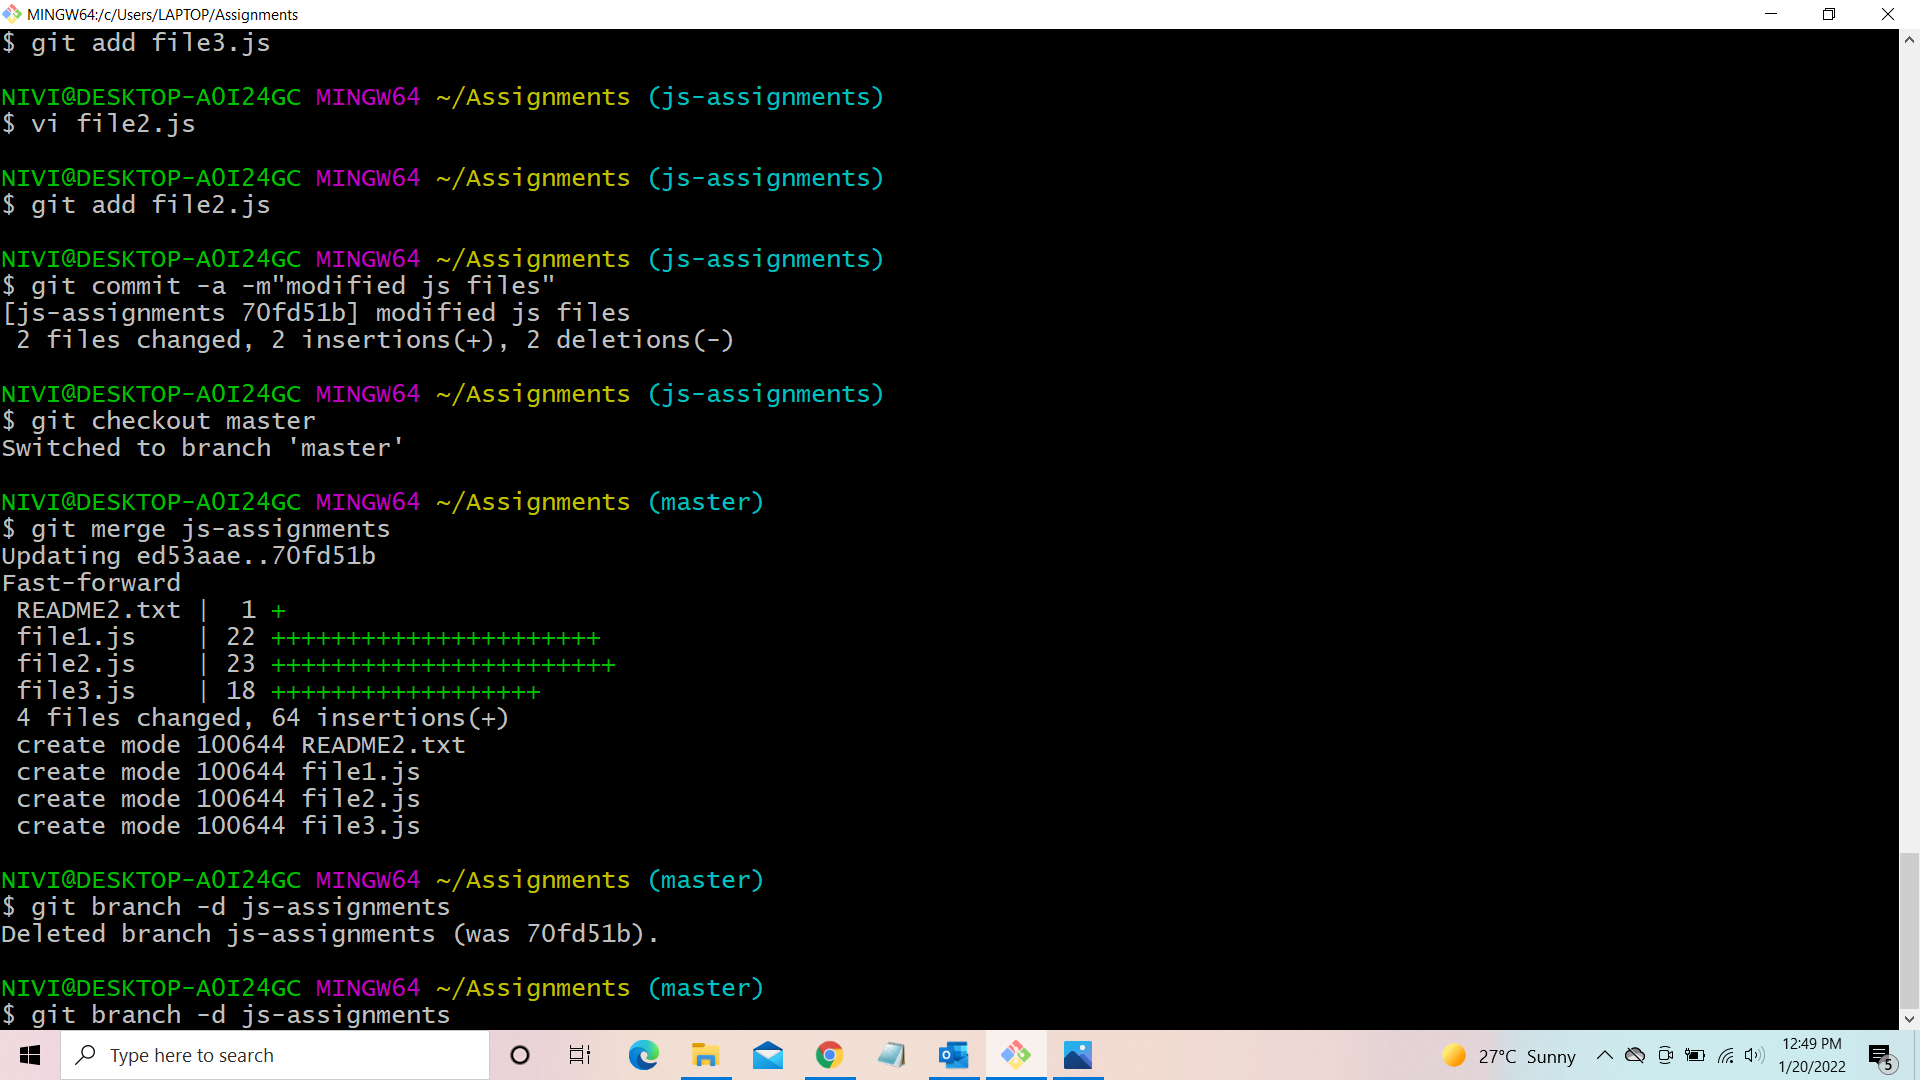 MINGW64:/c/Users/LAPTOP/Assignments
$ git add file3.js
NIVI@DESKTOP-AOI24GC MINGW64 ~/Assignments (js-assignments)
$ vi file2.js
NIVI@DESKTOP-AOI24GC MINGW64 ~/Assignments (js-assignments)
$ git add file2.js
NIVI@DESKTOP-AOI24GC MINGW64 ~/Assignments (js-assignments)
$ git commit -a -m"modified js files"
[js-assignments 70fd51b] modified js files
 2 files changed, 2 insertions(+), 2 deletions(-)
NIVI@DESKTOP-AOI24GC MINGW64 ~/Assignments (js-assignments)
$ git checkout master
Switched to branch 'master'
NIVI@DESKTOP-AOI24GC MINGW64 ~/Assignments (master)
$ git merge js-assignments
Updating ed53aae..70fd51b
Fast-forward
 README2.txt |  1 +
 file1.js    | 22 ++++++++++++++++++++++
 file2.js    | 23 +++++++++++++++++++++++
 file3.js    | 18 ++++++++++++++++++
 4 files changed, 64 insertions(+)
 create mode 100644 README2.txt
 create mode 100644 file1.js
 create mode 100644 file2.js
 create mode 100644 file3.js
NIVI@DESKTOP-AOI24GC MINGW64 ~/Assignments (master)
$ git branch -d js-assignments
Deleted branch js-assignments (was 70fd51b).
NIVI@DESKTOP-AOI24GC MINGW64 ~/Assignments (master)
$ git branch -d js-assignments
Type here to search
27°C Sunny
12:49 PM
1/20/2022
5